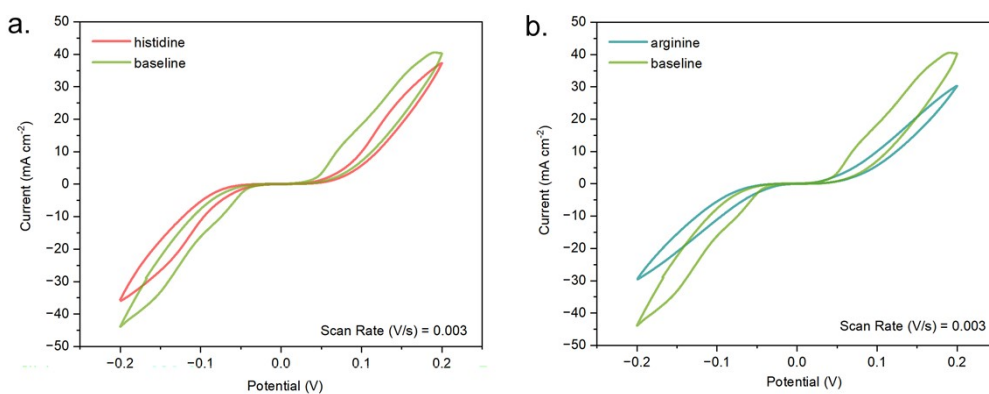 a.
50
40
30
20
10
0
−10
−20
−30
−40
−50
Current (mA cm-2)
histidine
baseline
Scan Rate (V/s) = 0.003
−0.2 −0.1 0.0 0.1 0.2
Potential (V)
b.
50
40
30
20
10
0
−10
−20
−30
−40
−50
Current (mA cm-2)
arginine
baseline
Scan Rate (V/s) = 0.003
−0.2 −0.1 0.0 0.1 0.2
Potential (V)